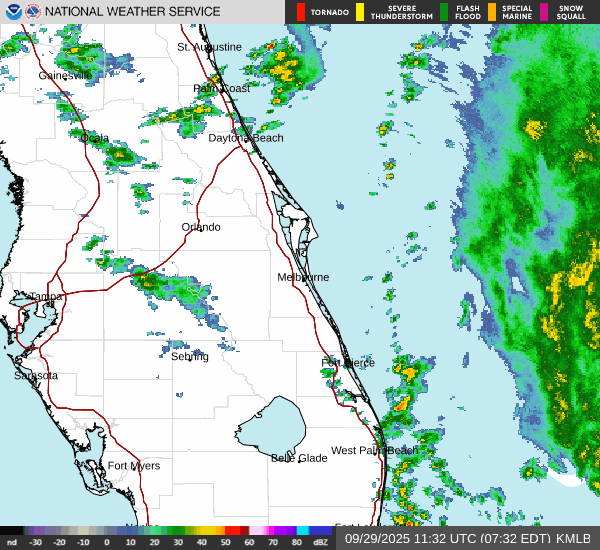 NATIONAL WEATHER SERVICE
TORNADO
SEVERE THUNDERSTORM
FLASH FLOOD
SPECIAL MARINE
SNOW SQUALL
St. Augustine
Gainesville
Palm Coast
Ocala
Daytona Beach
Orlando
Melbourne
Tampa
Sebring
Fort Pierce
Sarasota
West Palm Beach
Belle Glade
Fort Myers
nd -30 -20 -10 0 10 20 30 40 50 60 70 80 dBZ
09/29/2025 11:32 UTC (07:32 EDT) KMLB